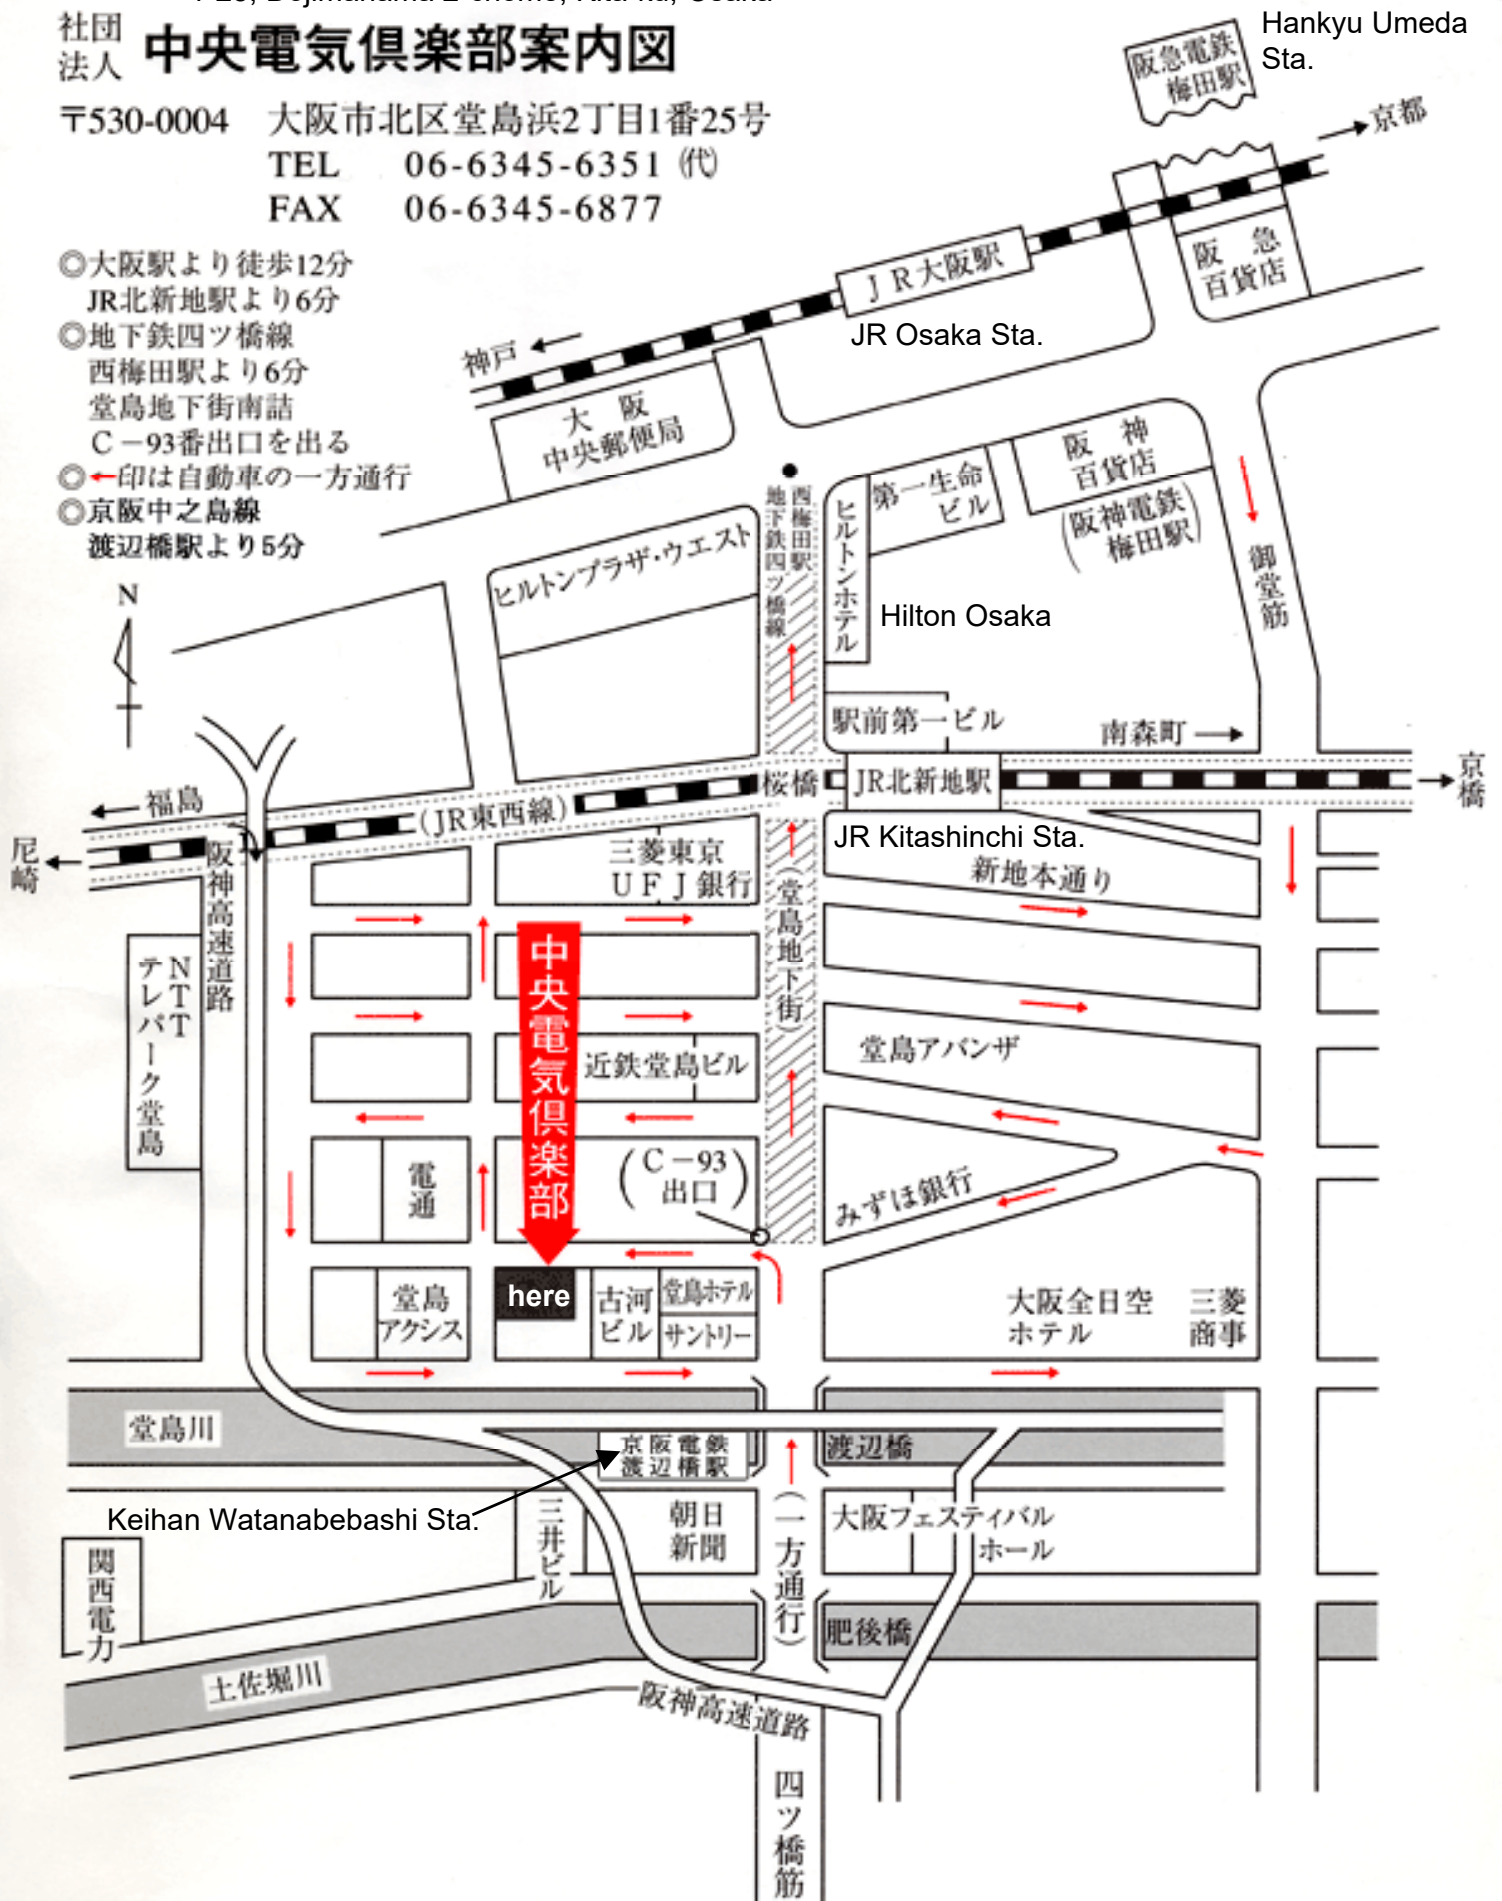 1-25, Dojimahama 2-chome, Kita-ku, Osaka
社団
法人
中央電気倶楽部案内図
〒530-0004 大阪市北区堂島浜2丁目1番25号
TEL 06-6345-6351 ㈹
FAX 06-6345-6877
◎大阪駅より徒歩12分
JR北新地駅より6分
◎地下鉄四ツ橋線
西梅田駅より6分
堂島地下街南詰
C－93番出口を出る
◎←印は自動車の一方通行
◎京阪中之島線
渡辺橋駅より5分
N
Hankyu Umeda
Sta.
阪急電鉄
梅田駅
京都
阪急
百貨店
JR大阪駅
JR Osaka Sta.
神戸
大阪
中央郵便局
阪神
百貨店
(阪神電鉄
梅田駅)
第一生命
ビル
ヒルトンホテル
Hilton Osaka
西梅田駅
地下鉄四ツ橋線
ヒルトンプラザ・ウエスト
御堂筋
駅前第一ビル
南森町
桜橋
JR北新地駅
JR Kitashinchi Sta.
京橋
福島
(JR東西線)
尼崎
阪神高速道路
三菱東京
UFJ銀行
新地本通り
(堂島地下街)
NTT
テレパーク堂島
中央電気倶楽部
近鉄堂島ビル
堂島アバンザ
電通
(C－93
出口)
みずほ銀行
堂島
アクシス
here
古河
ビル
堂島ホテル
サントリー
大阪全日空
ホテル
三菱
商事
堂島川
京阪電鉄
渡辺橋駅
渡辺橋
Keihan Watanabebashi Sta.
三井ビル
朝日
新聞
(一方通行)
大阪フェスティバル
ホール
関西電力
肥後橋
土佐堀川
阪神高速道路
四ツ橋筋